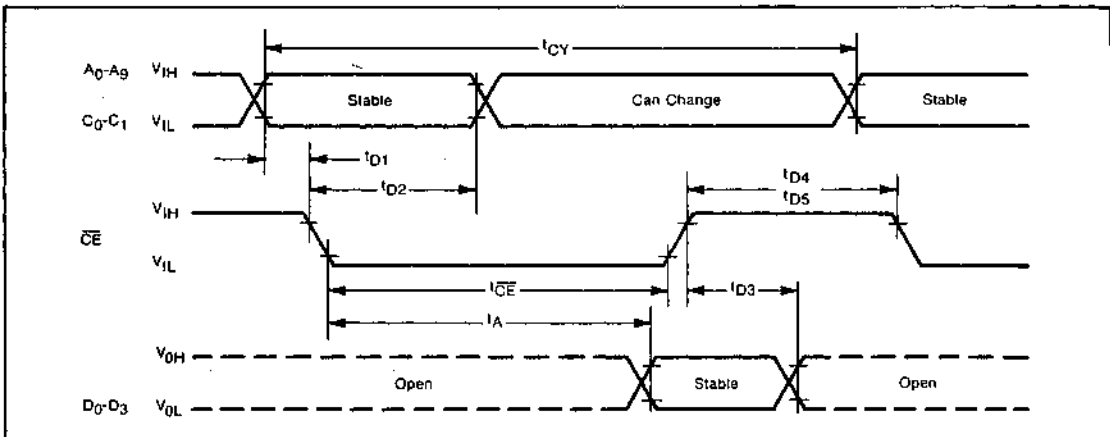 tCY
A0-A9 VIH
Stable Can Change Stable
C0-C1 VIL
tD1
tD2
tD4
tD5
VIH
CE
VIL
tCE
tD3
tA
V0H
Open Stable Open
D0-D3 V0L